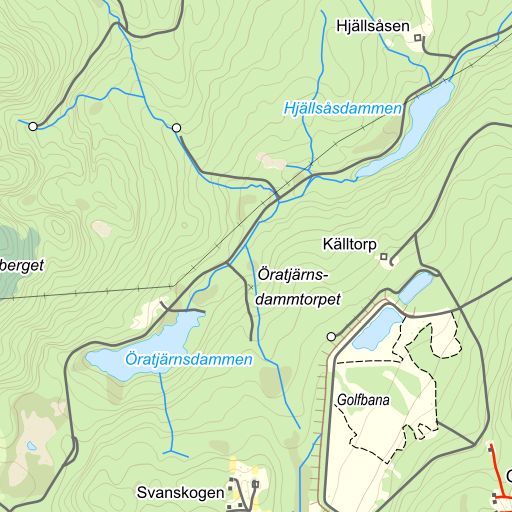 Hjällsåsen
Hjällsåsdammen
Källtorp
berget
Öratjärns-
dammtorpet
Öratjärnsdammen
Golfbana
Svanskogen